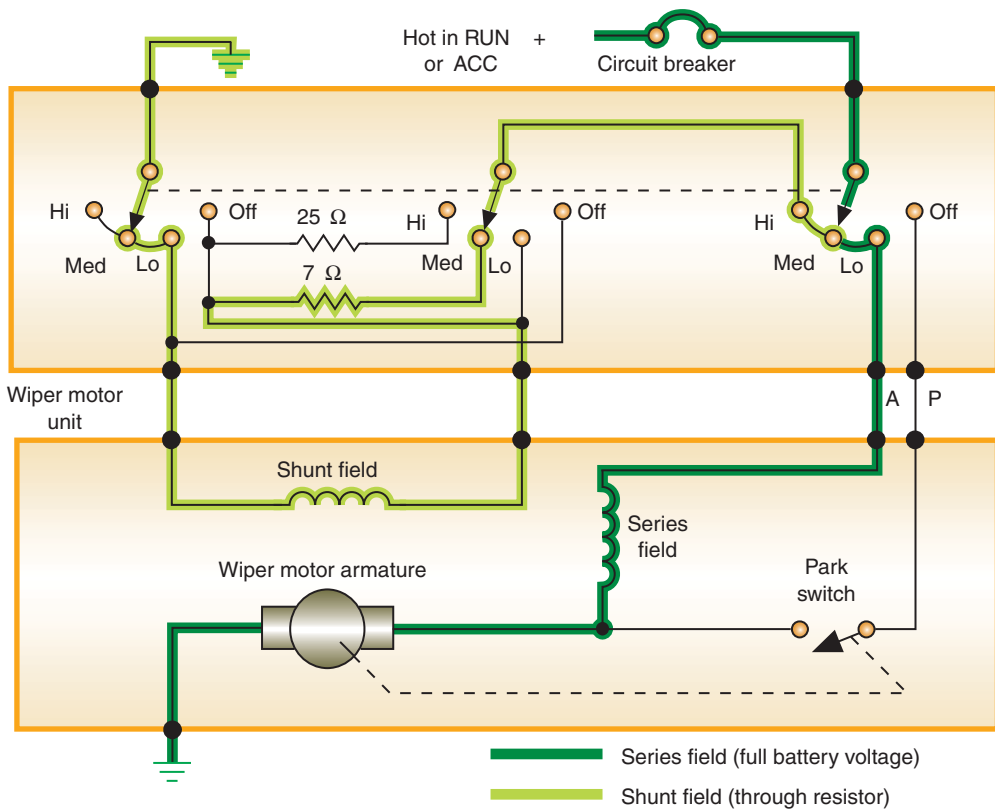 Hot in RUN +
or ACC
Circuit breaker
Hi
Off
25 Ω
Hi
Off
Hi
Off
Med
Lo
7 Ω
Med
Lo
Med
Lo
Wiper motor
unit
A
P
Shunt field
Series
field
Wiper motor armature
Park
switch
Series field (full battery voltage)
Shunt field (through resistor)